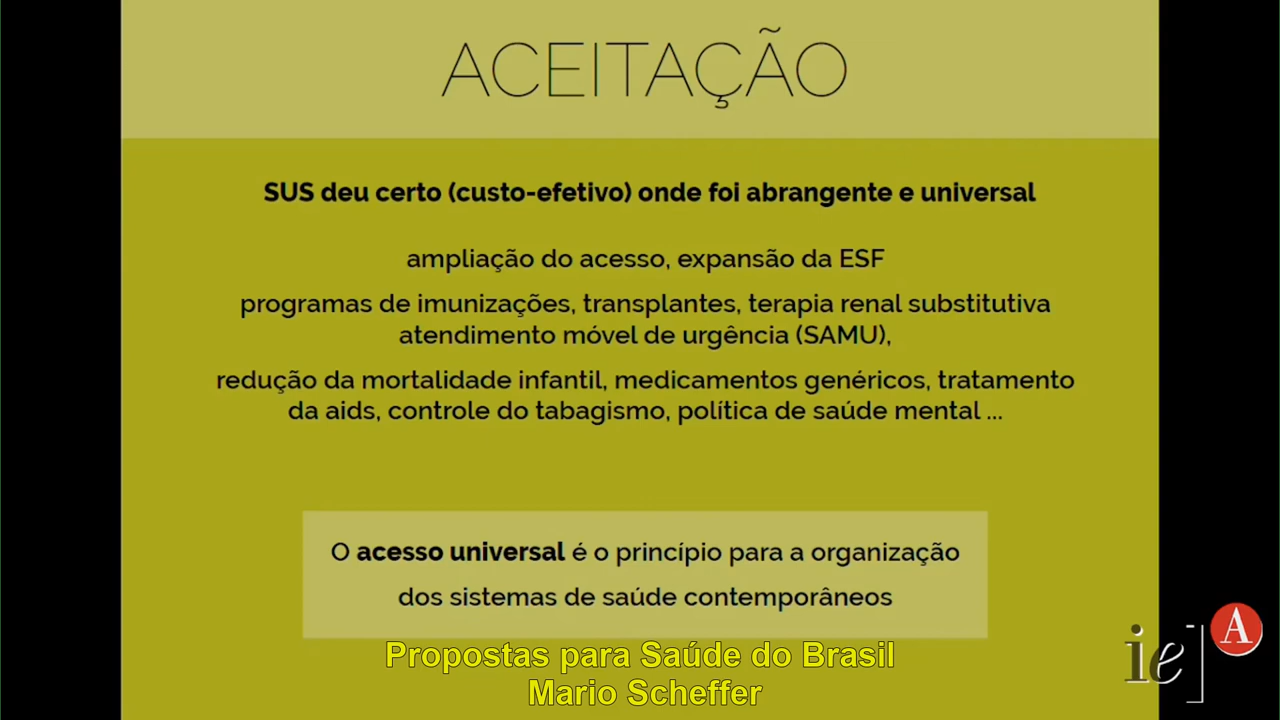 ACEITAÇÃO
SUS deu certo (custo-efetivo) onde foi abrangente e universal
ampliação do acesso, expansão da ESF
programas de imunizações, transplantes, terapia renal substitutiva
atendimento móvel de urgência (SAMU),
redução da mortalidade infantil, medicamentos genéricos, tratamento
da aids, controle do tabagismo, política de saúde mental ...
O acesso universal é o princípio para a organização
dos sistemas de saúde contemporâneos
Propostas para Saúde do Brasil
Mario Scheffer
ie] A